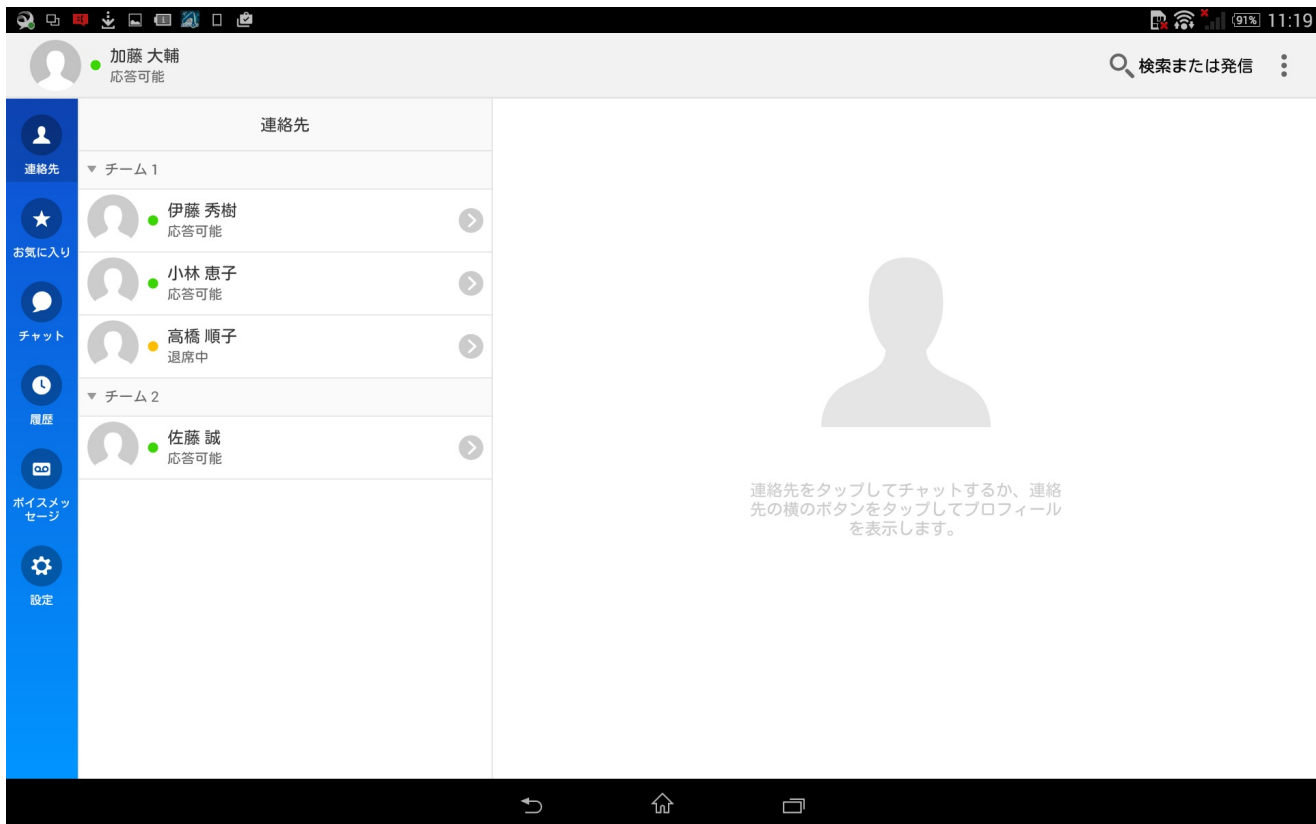 91% 11:19
加藤 大輔
応答可能
検索または発信
連絡先
連絡先
チーム 1
伊藤 秀樹
応答可能
小林 恵子
応答可能
高橋 順子
退席中
チーム 2
佐藤 誠
応答可能
お気に入り
チャット
履歴
ボイスメッ
セージ
設定
連絡先をタップしてチャットするか、連絡
先の横のボタンをタップしてプロフィール
を表示します。